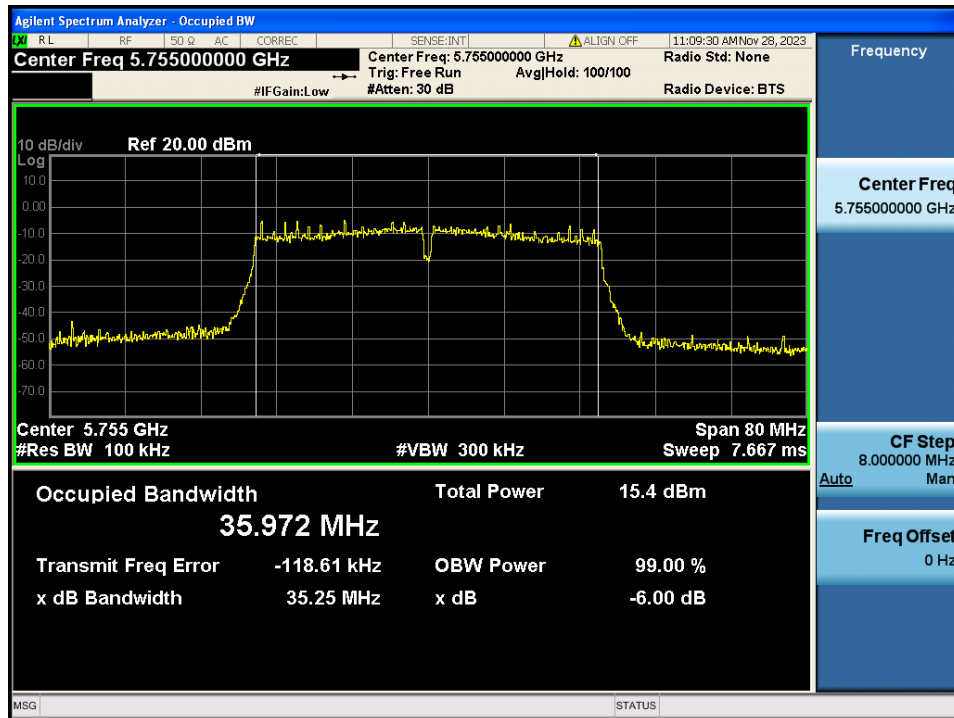 Agilent Spectrum Analyzer - Occupied BW
LXI RL RF 50 Ω AC CORREC SENSE:INT ALIGN OFF 11:09:30 AM Nov 28, 2023
Center Freq 5.755000000 GHz
Center Freq: 5.755000000 GHz
Radio Std: None
Trig: Free Run Avg|Hold: 100/100
#IFGain:Low
#Atten: 30 dB
Radio Device: BTS
10 dB/div Ref 20.00 dBm
Log
10.0
0.00
-10.0
-20.0
-30.0
-40.0
-50.0
-60.0
-70.0
Center 5.755 GHz
Span 80 MHz
#Res BW 100 kHz
#VBW 300 kHz
Sweep 7.667 ms
Occupied Bandwidth
35.972 MHz
Total Power 15.4 dBm
Transmit Freq Error -118.61 kHz
OBW Power 99.00 %
x dB Bandwidth 35.25 MHz
x dB -6.00 dB
Frequency
Center Freq
5.755000000 GHz
CF Step
8.000000 MHz
Auto Man
Freq Offset
0 Hz
MSG
STATUS